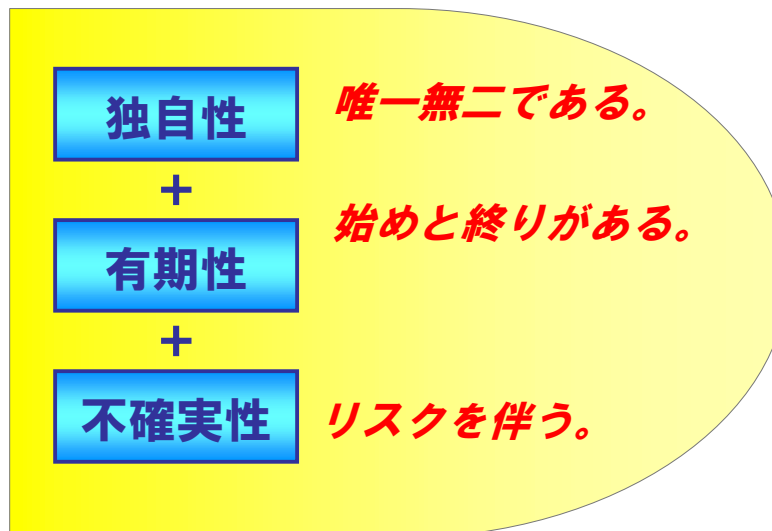 独自性
唯一無二である。
+
有期性
始めと終りがある。
+
不確実性
リスクを伴う。